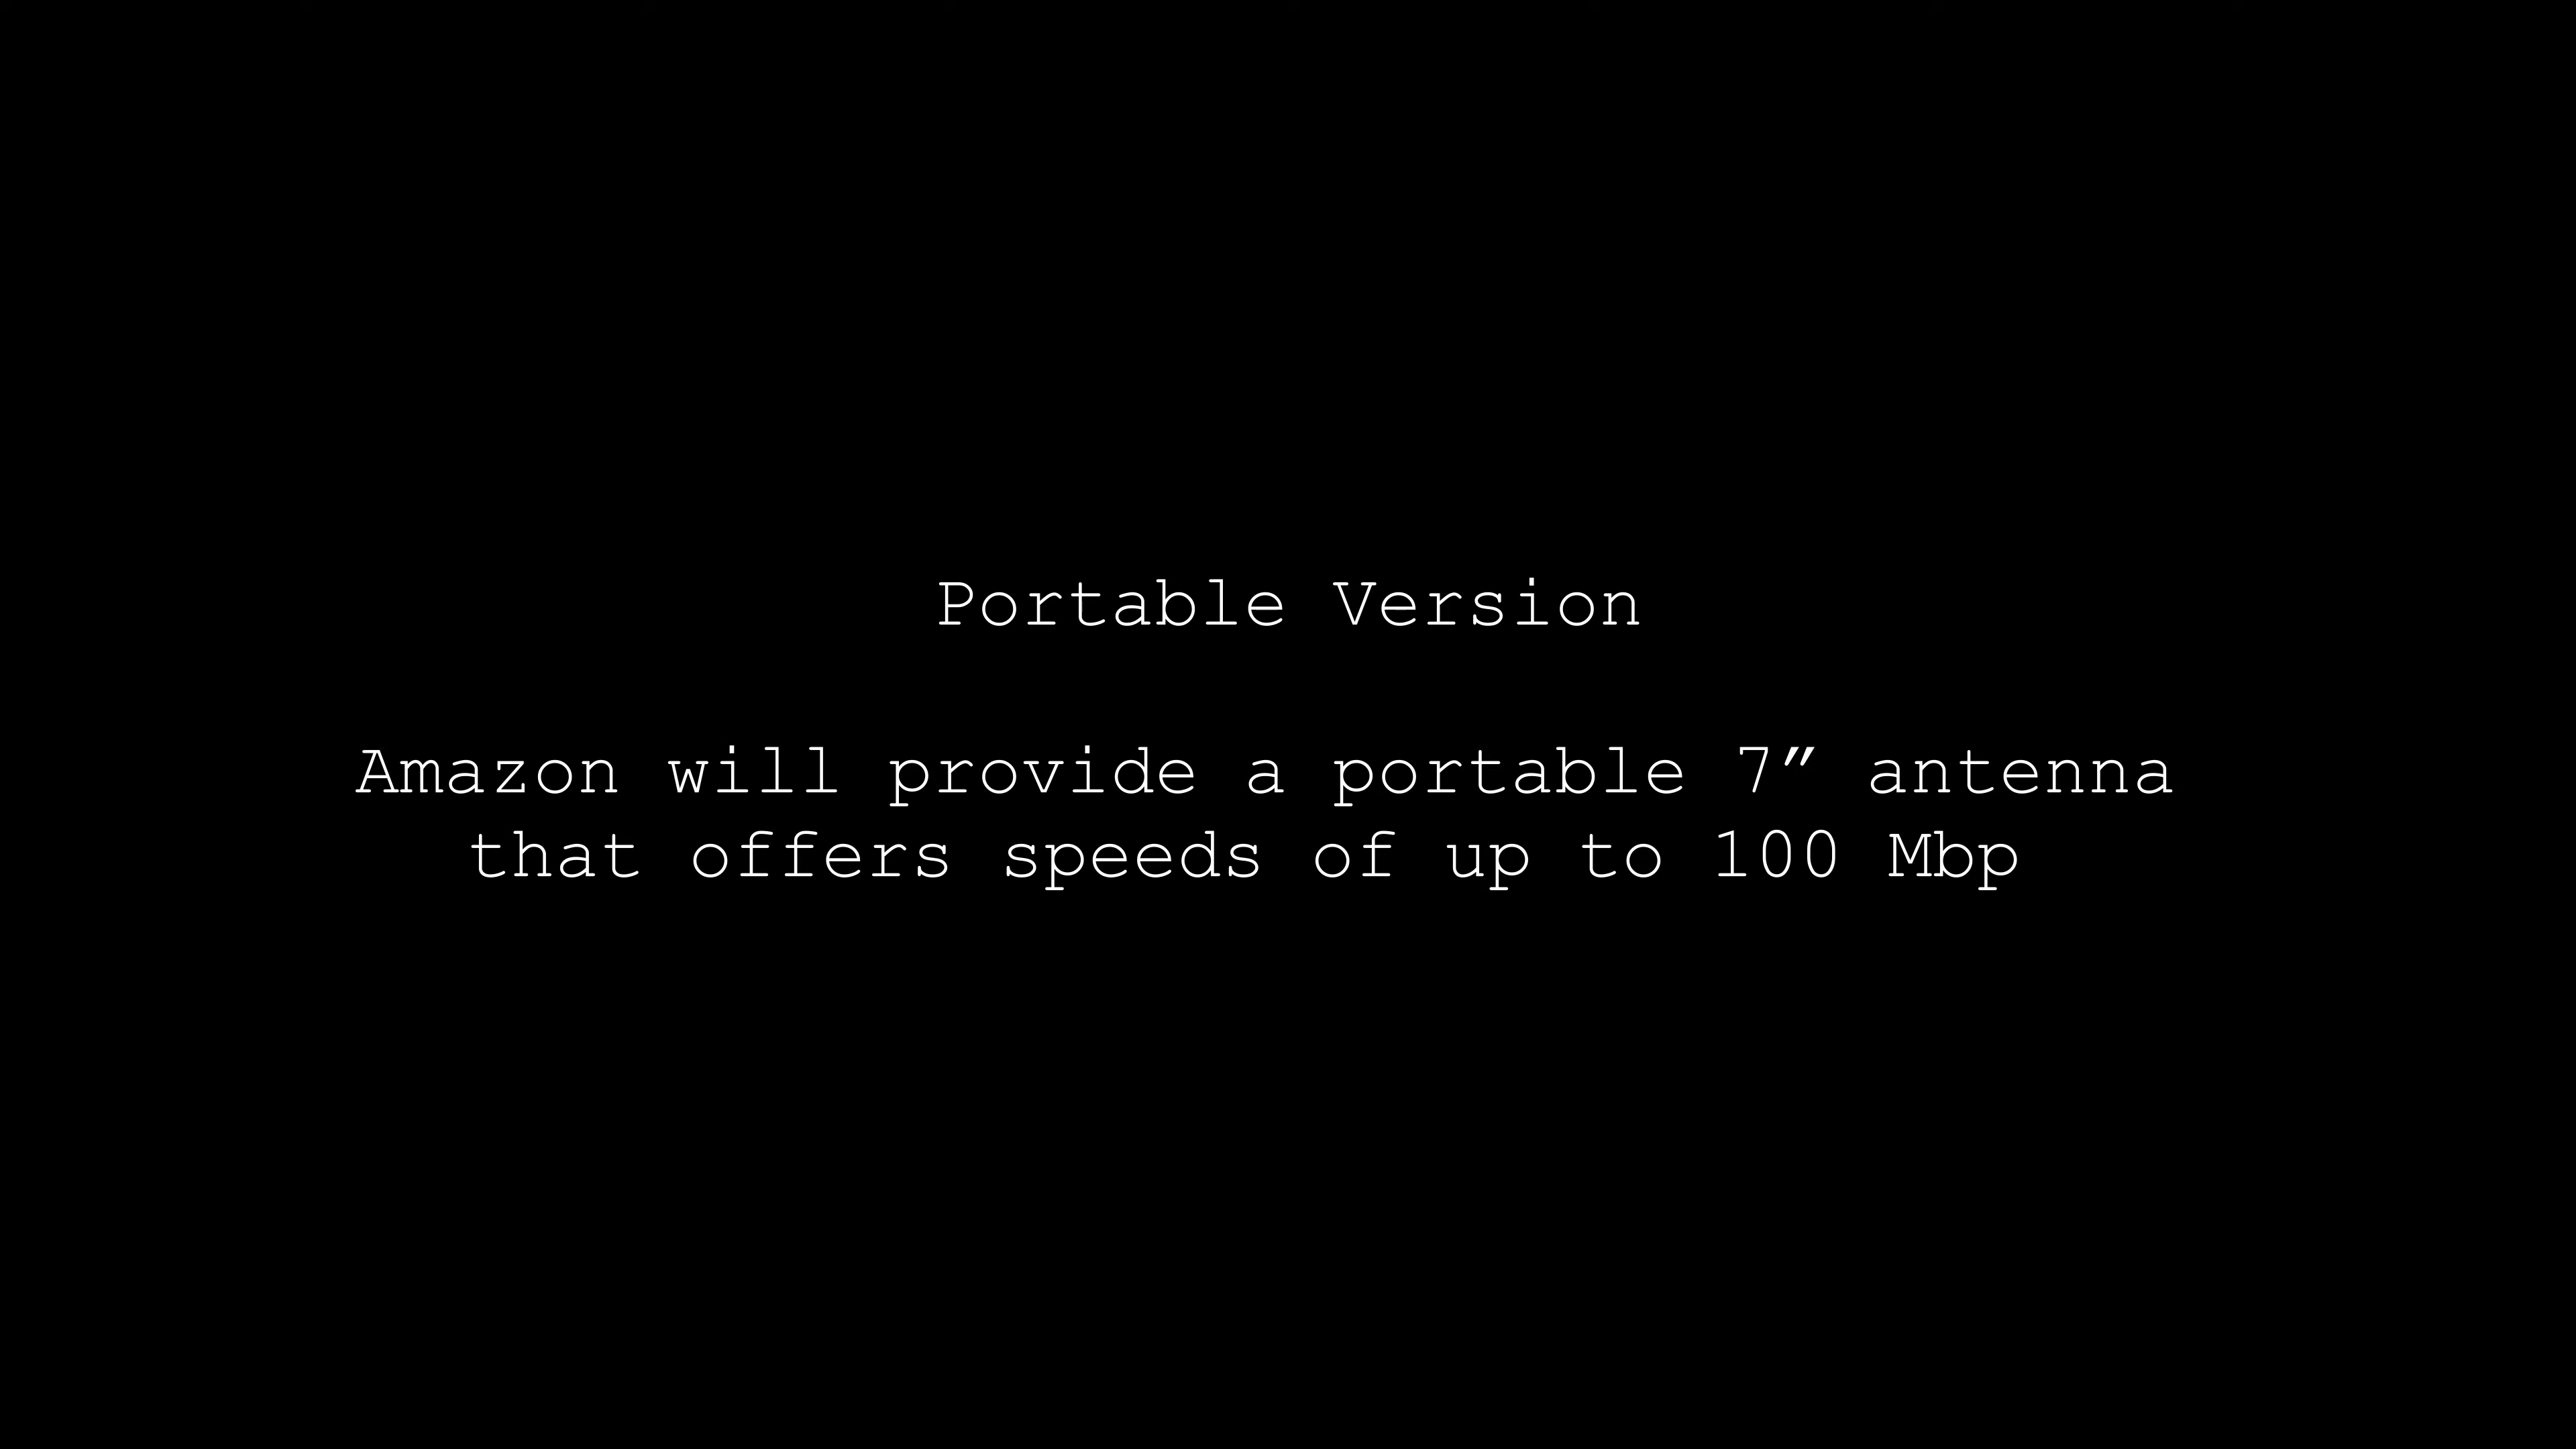 Portable Version
Amazon will provide a portable 7” antenna
that offers speeds of up to 100 Mbp